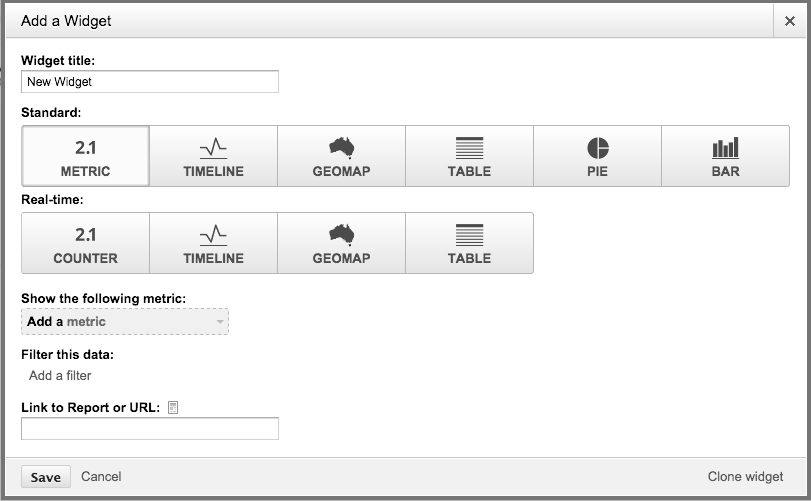 Add a Widget
Widget title:
New Widget
Standard:
2.1 METRIC TIMELINE GEOMAP TABLE PIE BAR
Real-time:
2.1 COUNTER TIMELINE GEOMAP TABLE
Show the following metric:
Add a metric
Filter this data:
Add a filter
Link to Report or URL:
Save Cancel Clone widget